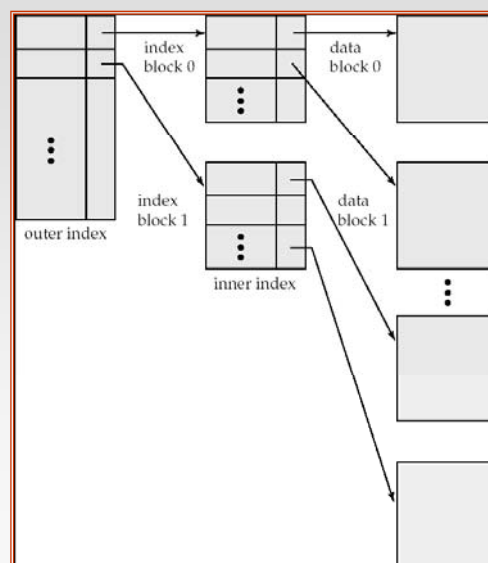 index
block 0
data
block 0
index
block 1
data
block 1
outer index
inner index